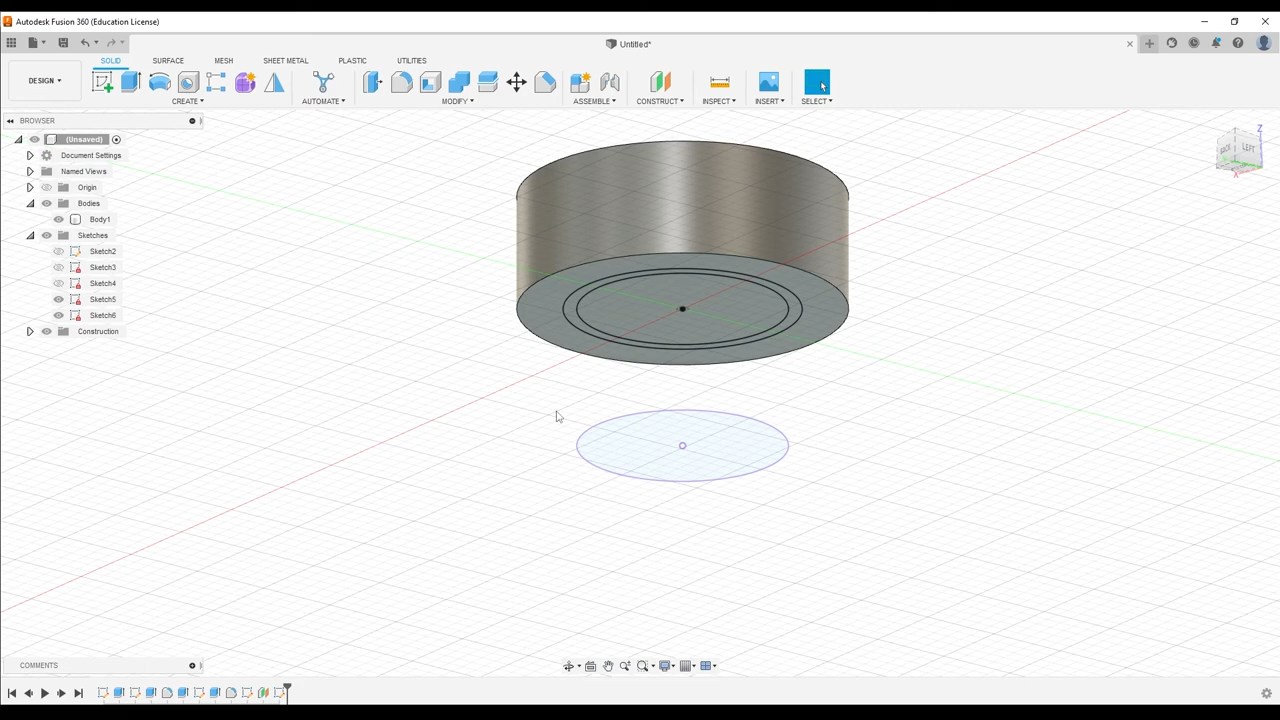 Autodesk Fusion 360 (Education License)
Untitled*
DESIGN
SOLID SURFACE MESH SHEET METAL PLASTIC UTILITIES
CREATE AUTOMATE MODIFY ASSEMBLE CONSTRUCT INSPECT INSERT SELECT
BROWSER
(Unsaved)
Document Settings
Named Views
Origin
Bodies
Body1
Sketches
Sketch2
Sketch3
Sketch4
Sketch5
Sketch6
Construction
Z
BACK LEFT
X
COMMENTS